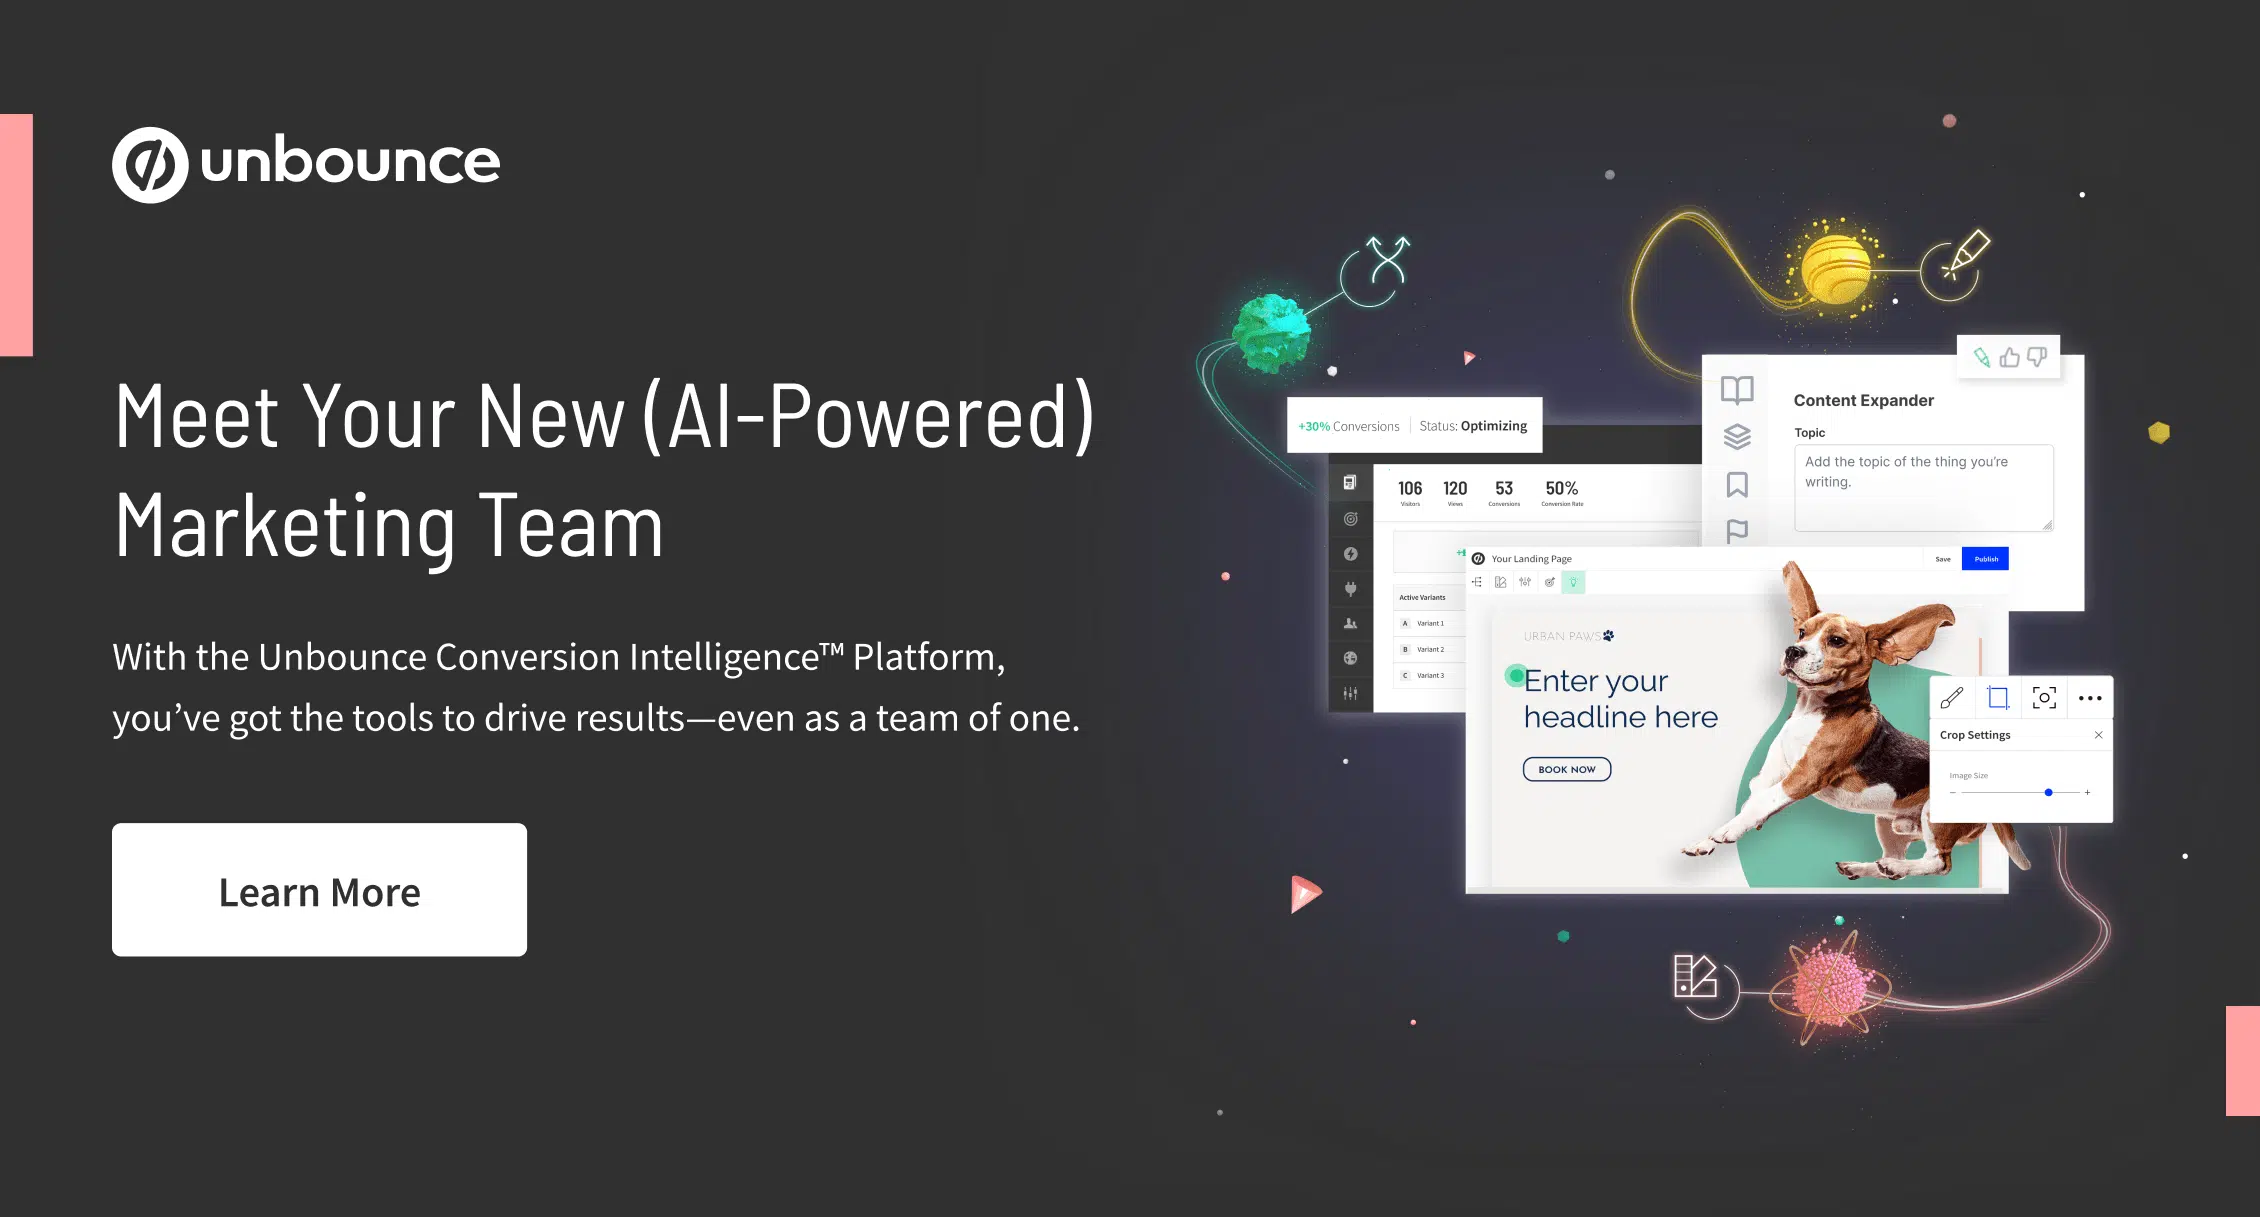 unbounce
Meet Your New (AI-Powered)
Marketing Team
With the Unbounce Conversion Intelligence™ Platform,
you've got the tools to drive results—even as a team of one.
Learn More
+30% Conversions
Status: Optimizing
106
120
53
50%
Visitors
Views
Conversions
Conversion Rate
Active Variants
A Variant 1
B Variant 2
C Variant 3
Content Expander
Topic
Add the topic of the thing you're
writing.
Your Landing Page
Save
Publish
URBAN PAWS
Enter your
headline here
BOOK NOW
Crop Settings
Image Size